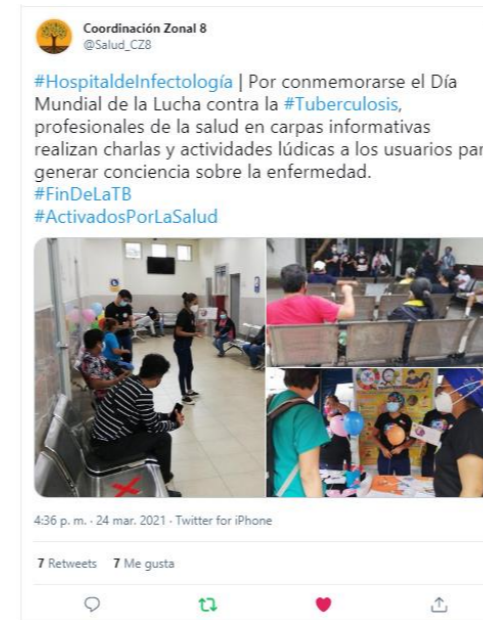 Coordinación Zonal 8
@Salud_CZ8
#HospitaldeInfectología | Por conmemorarse el Día
Mundial de la Lucha contra la #Tuberculosis,
profesionales de la salud en carpas informativas
realizan charlas y actividades lúdicas a los usuarios par
generar conciencia sobre la enfermedad.
#FinDeLaTB
#ActivadosPorLaSalud
4:36 p. m. · 24 mar. 2021 · Twitter for iPhone
7 Retweets 7 Me gusta